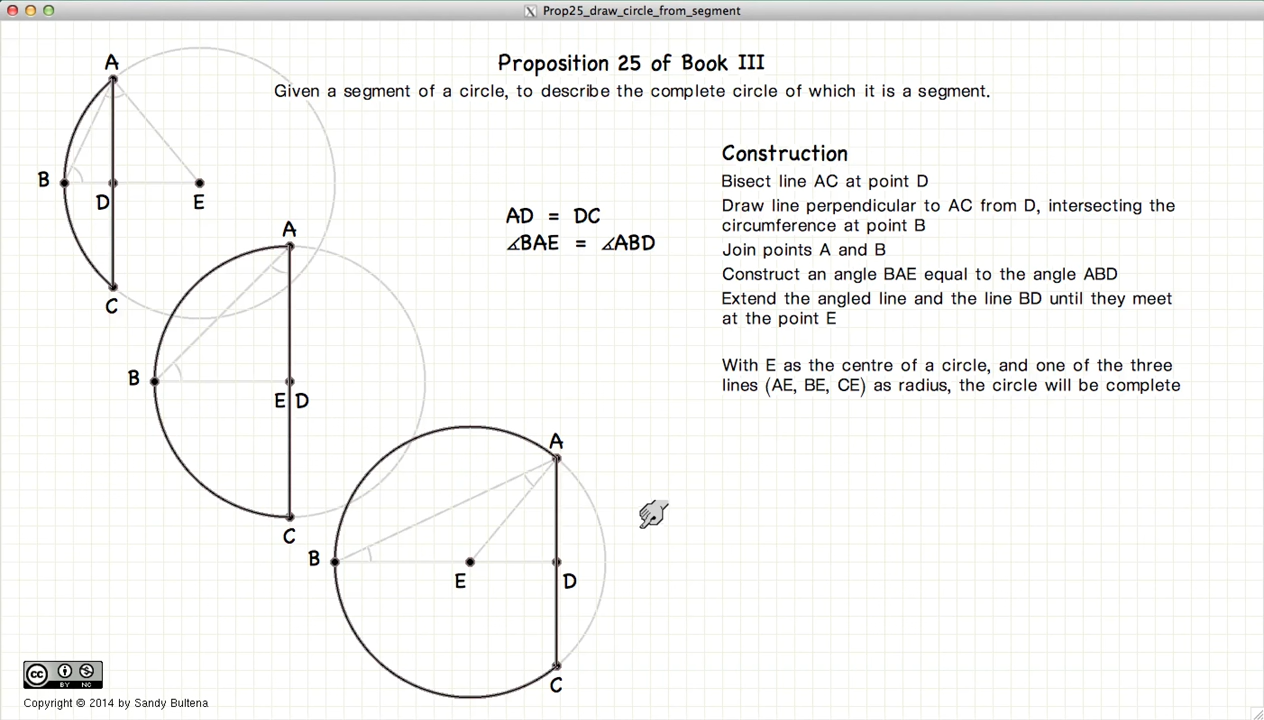 Prop25_draw_circle_from_segment
Proposition 25 of Book III
Given a segment of a circle, to describe the complete circle of which it is a segment.
A
B
D
E
C
A
B
E D
C
A
B
E
D
C
AD = DC
∡BAE = ∡ABD
Construction
Bisect line AC at point D
Draw line perpendicular to AC from D, intersecting the
circumference at point B
Join points A and B
Construct an angle BAE equal to the angle ABD
Extend the angled line and the line BD until they meet
at the point E
With E as the centre of a circle, and one of the three
lines (AE, BE, CE) as radius, the circle will be complete
cc
BY NC
Copyright © 2014 by Sandy Bultena